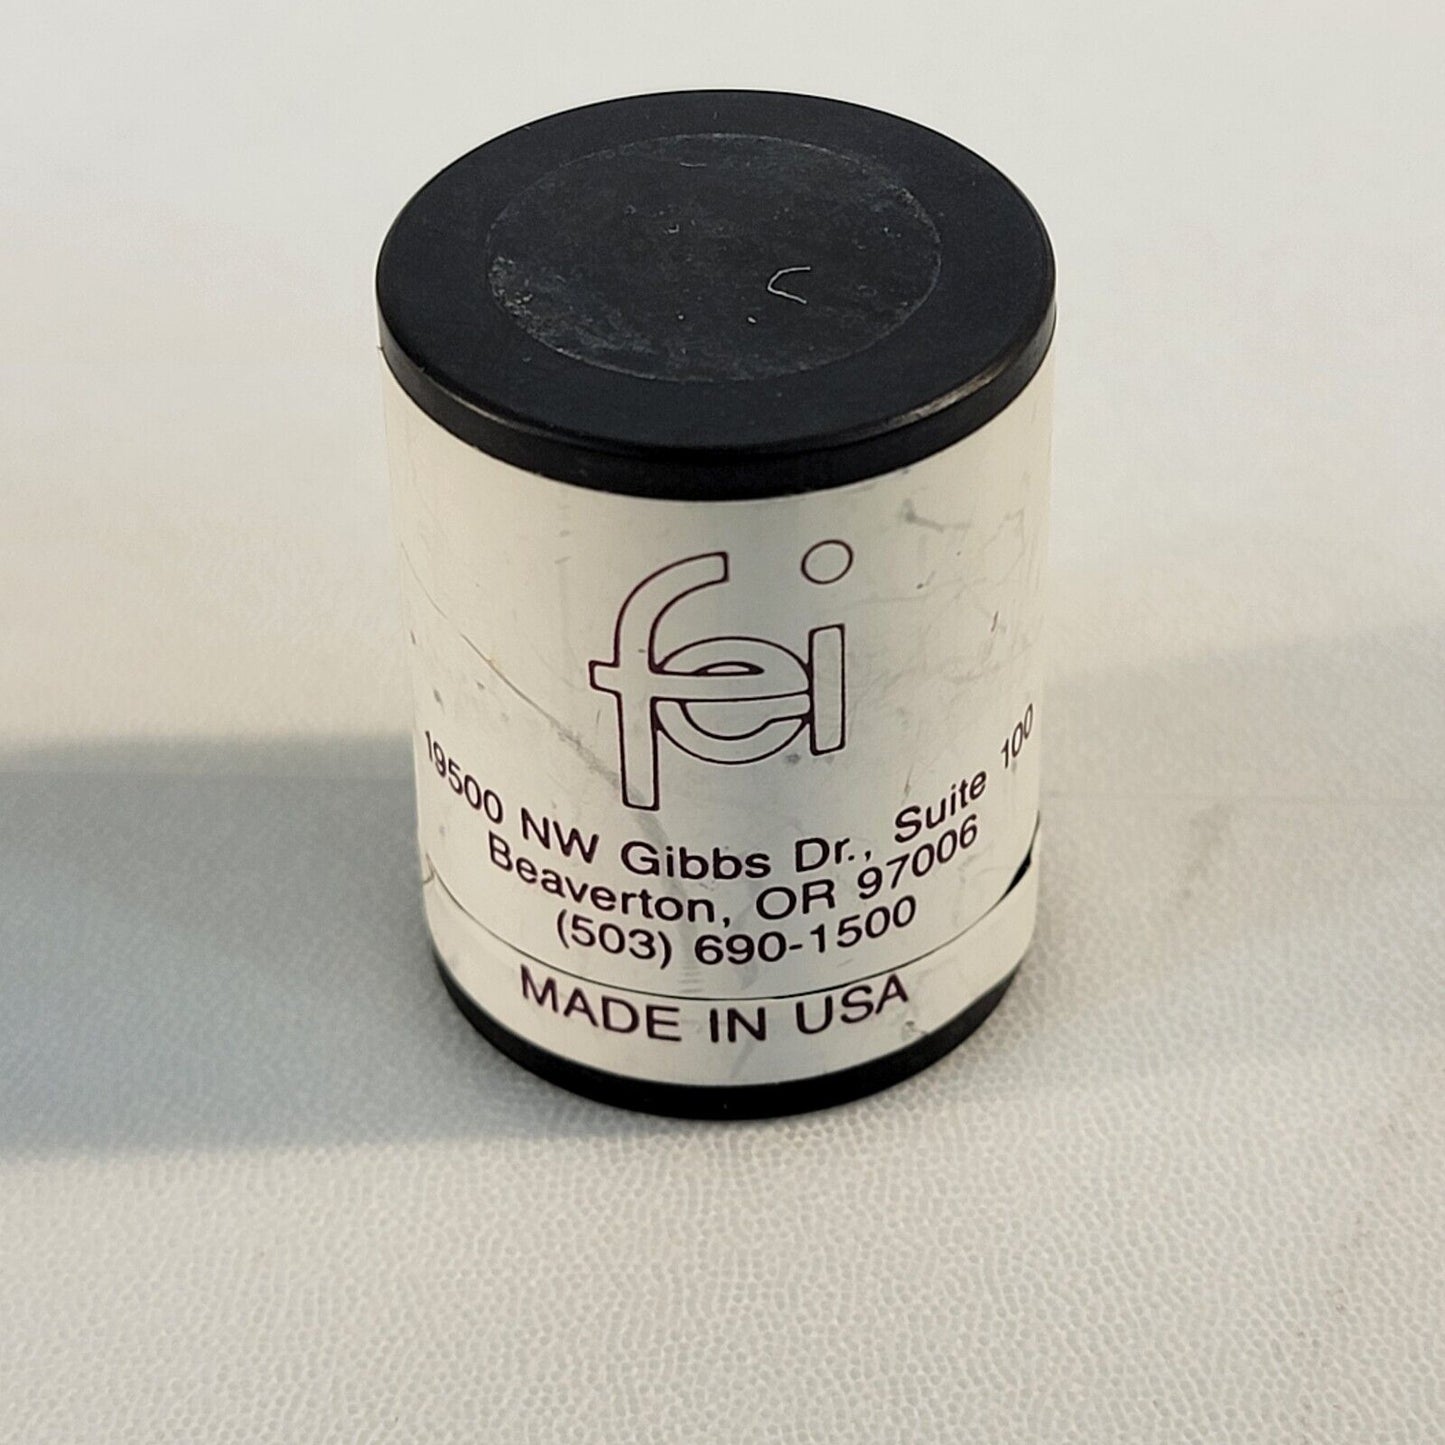 fei
19500 NW Gibbs Dr., Suite 100
Beaverton, OR 97006
(503) 690-1500
MADE IN USA